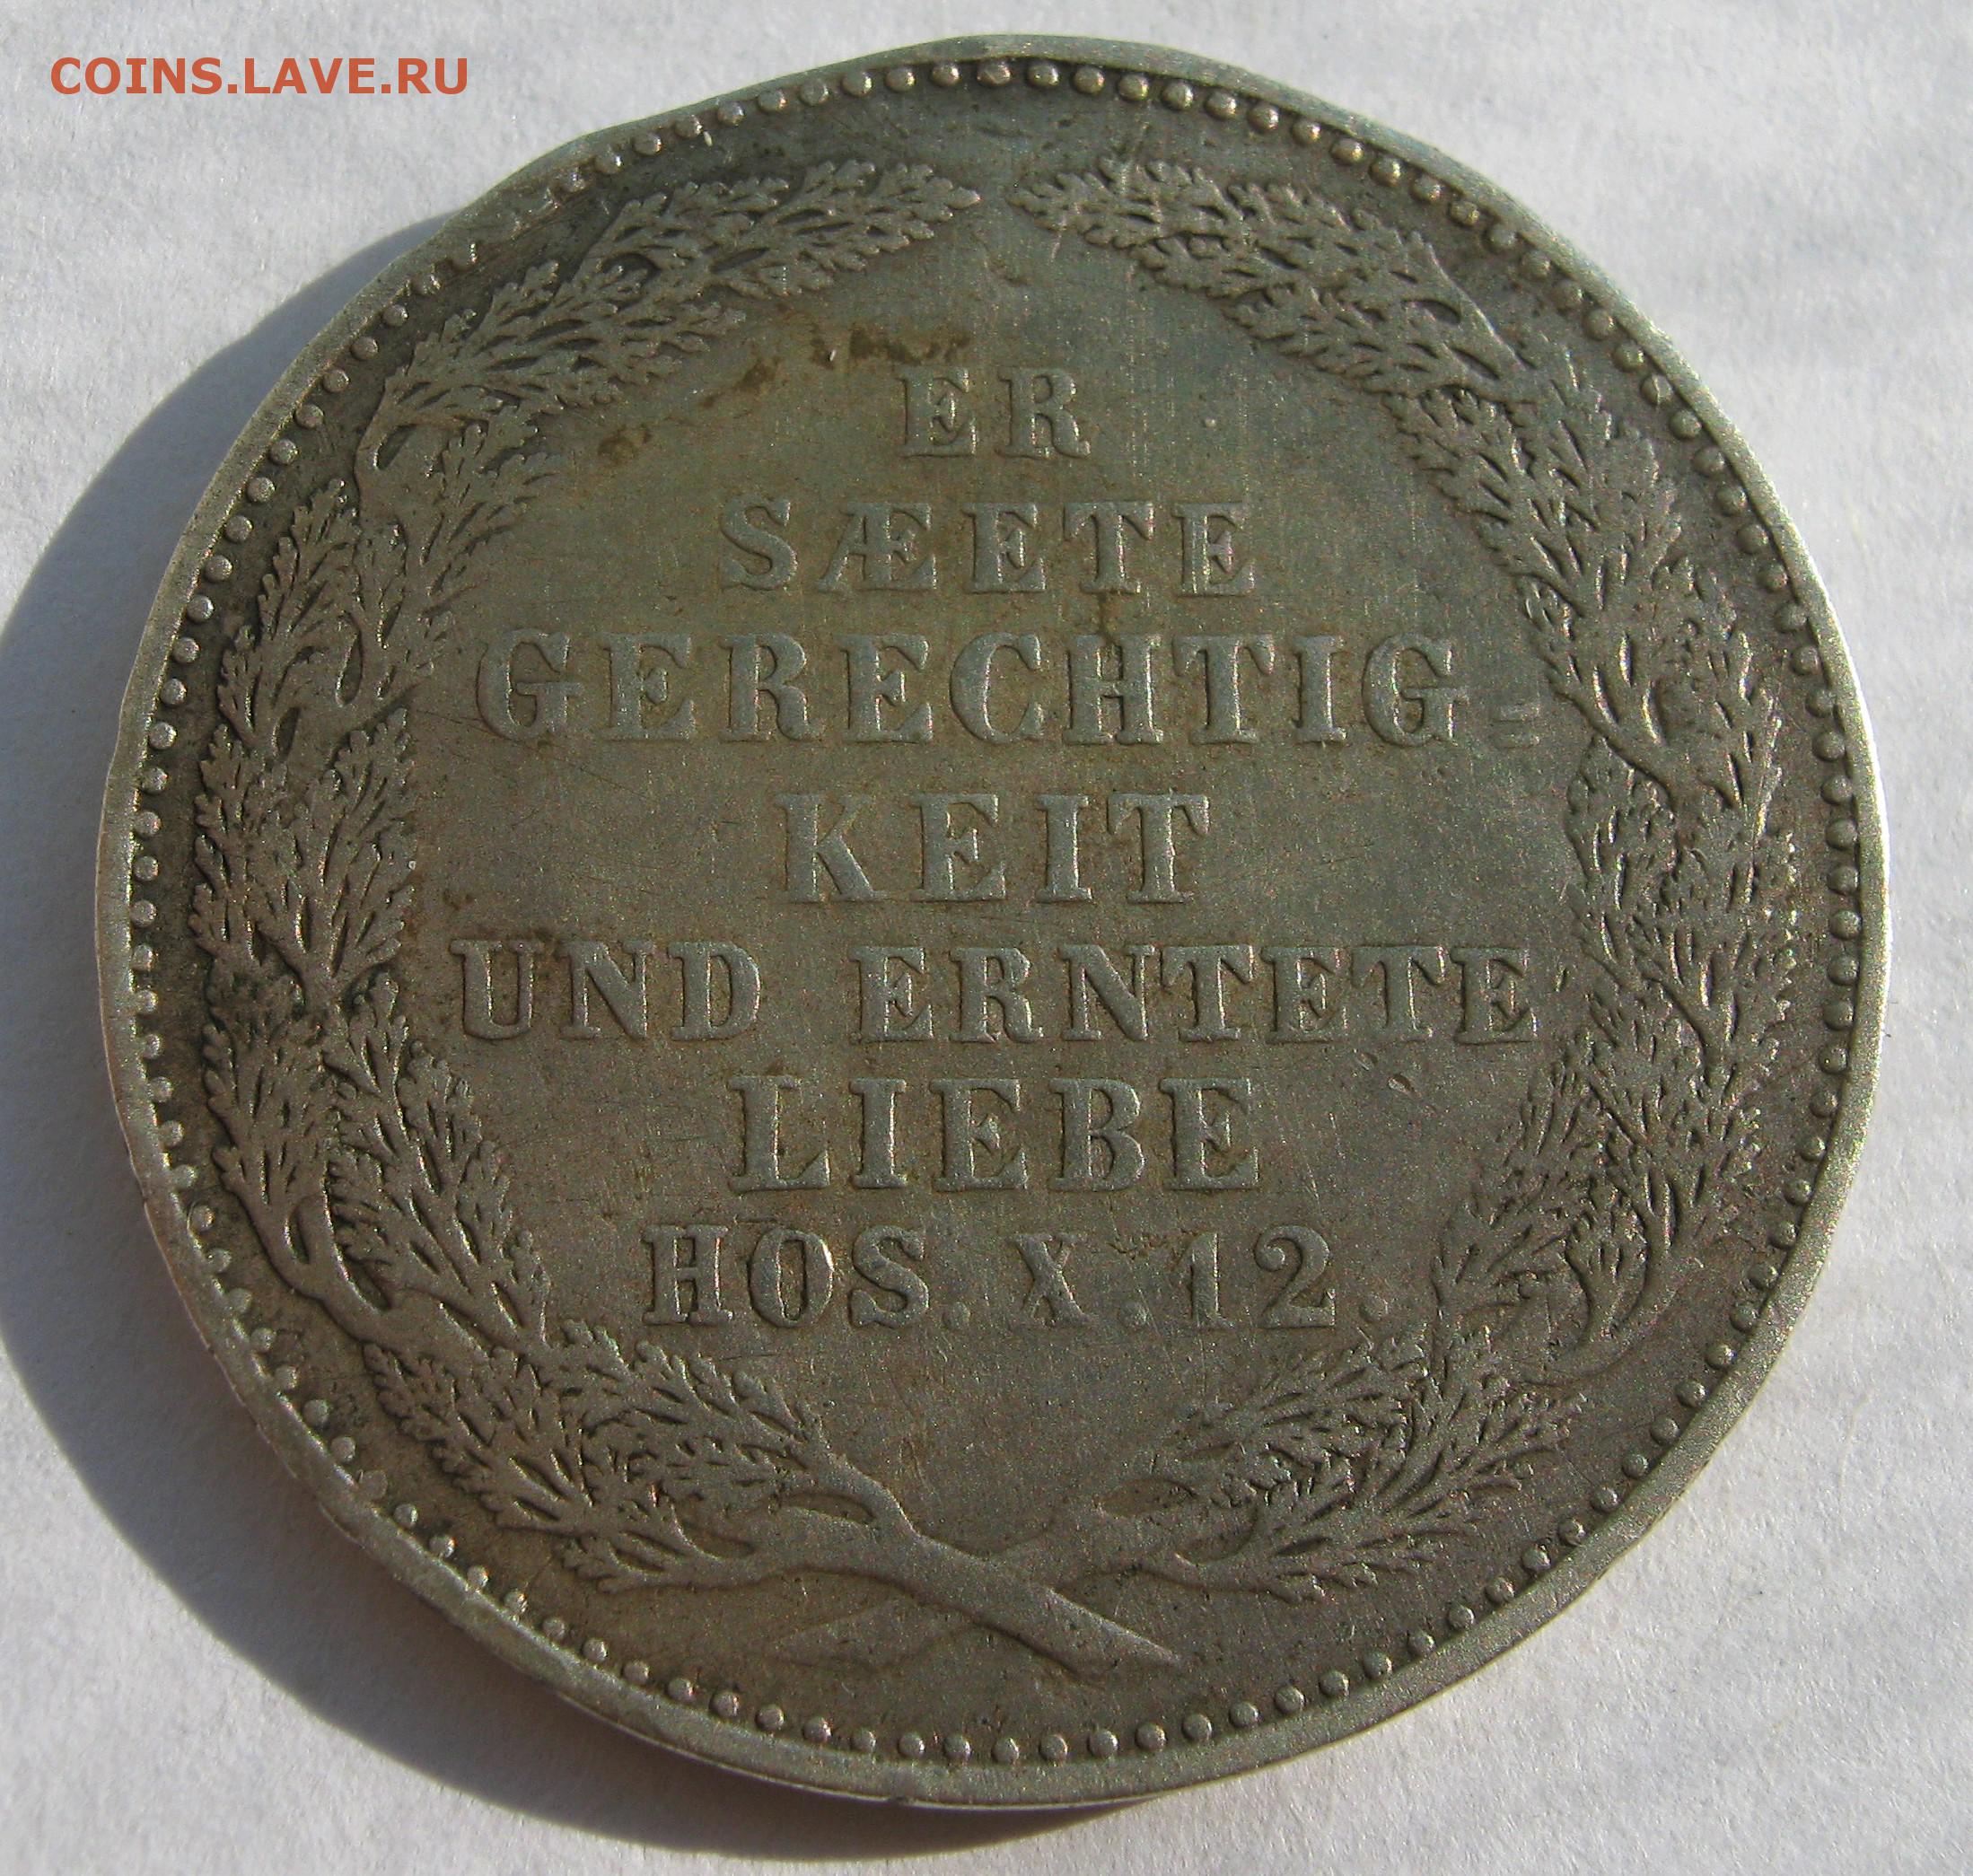 COINS.LAVE.RU
ER
SÆETE
GERECHTIG=
KEIT
UND ERNTETE
LIEBE
HOS. X. 12.